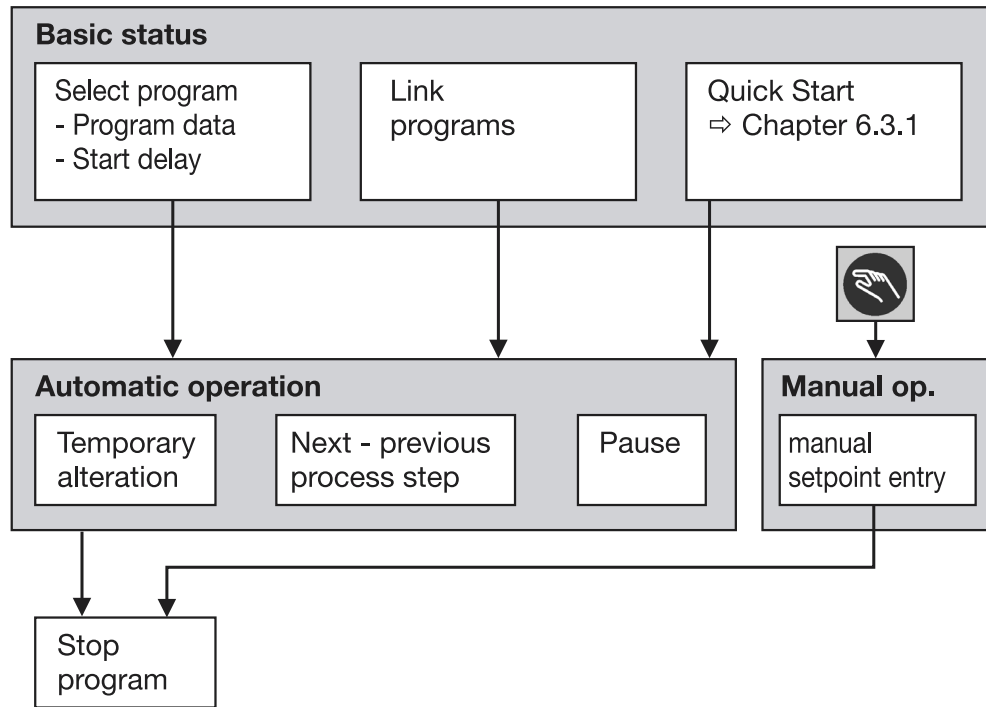 Basic status
Select program
- Program data
- Start delay
Link
programs
Quick Start
⇨ Chapter 6.3.1
Automatic operation
Temporary
alteration
Next - previous
process step
Pause
Manual op.
manual
setpoint entry
Stop
program